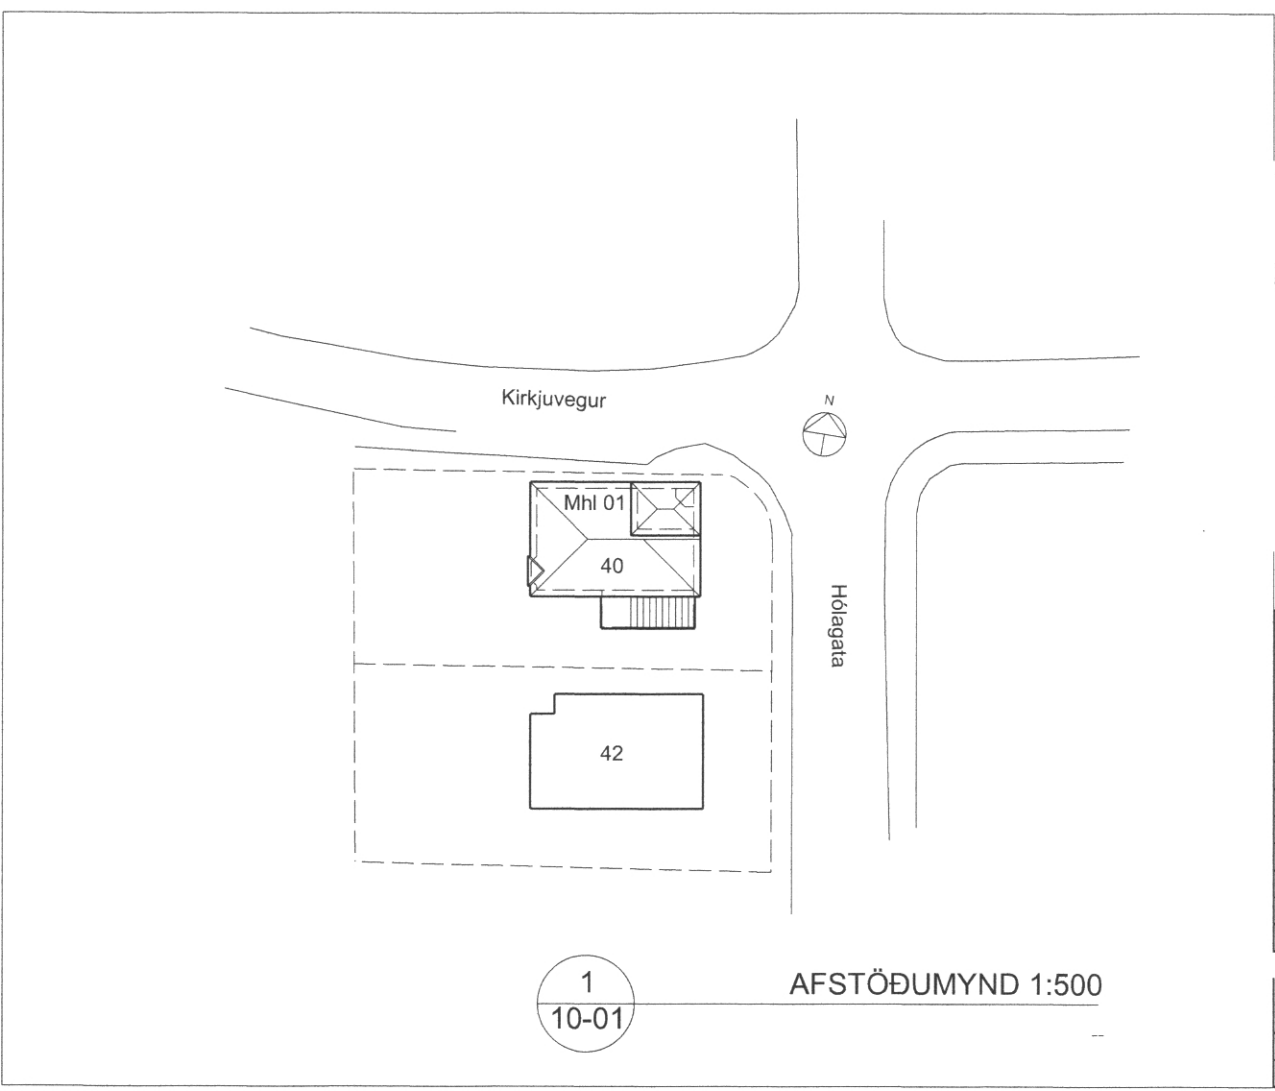 Kirkjuvegur
N
Mhl 01
40
Hólagata
42
1
10-01
AFSTÖÐUMYND 1:500
--